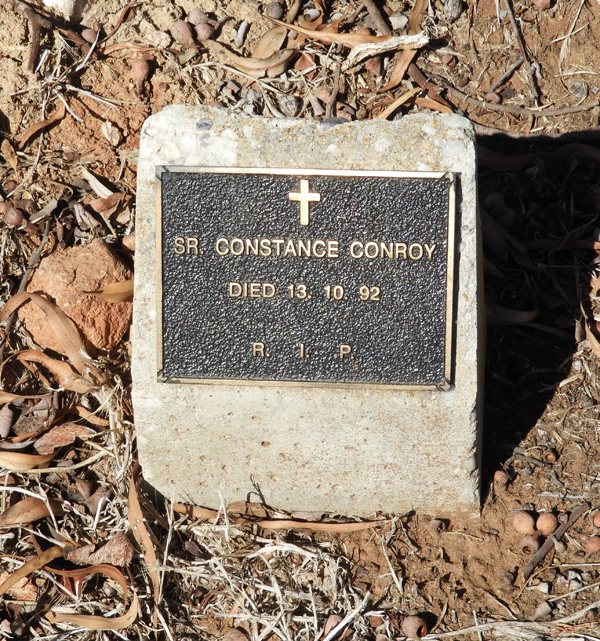 SR. CONSTANCE CONROY
DIED 13. 10. 92
R. I. P.